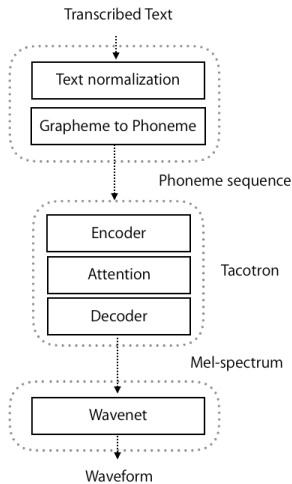 Transcribed Text
Text normalization
Grapheme to Phoneme
Phoneme sequence
Encoder
Attention
Tacotron
Decoder
Mel-spectrum
Wavenet
Waveform